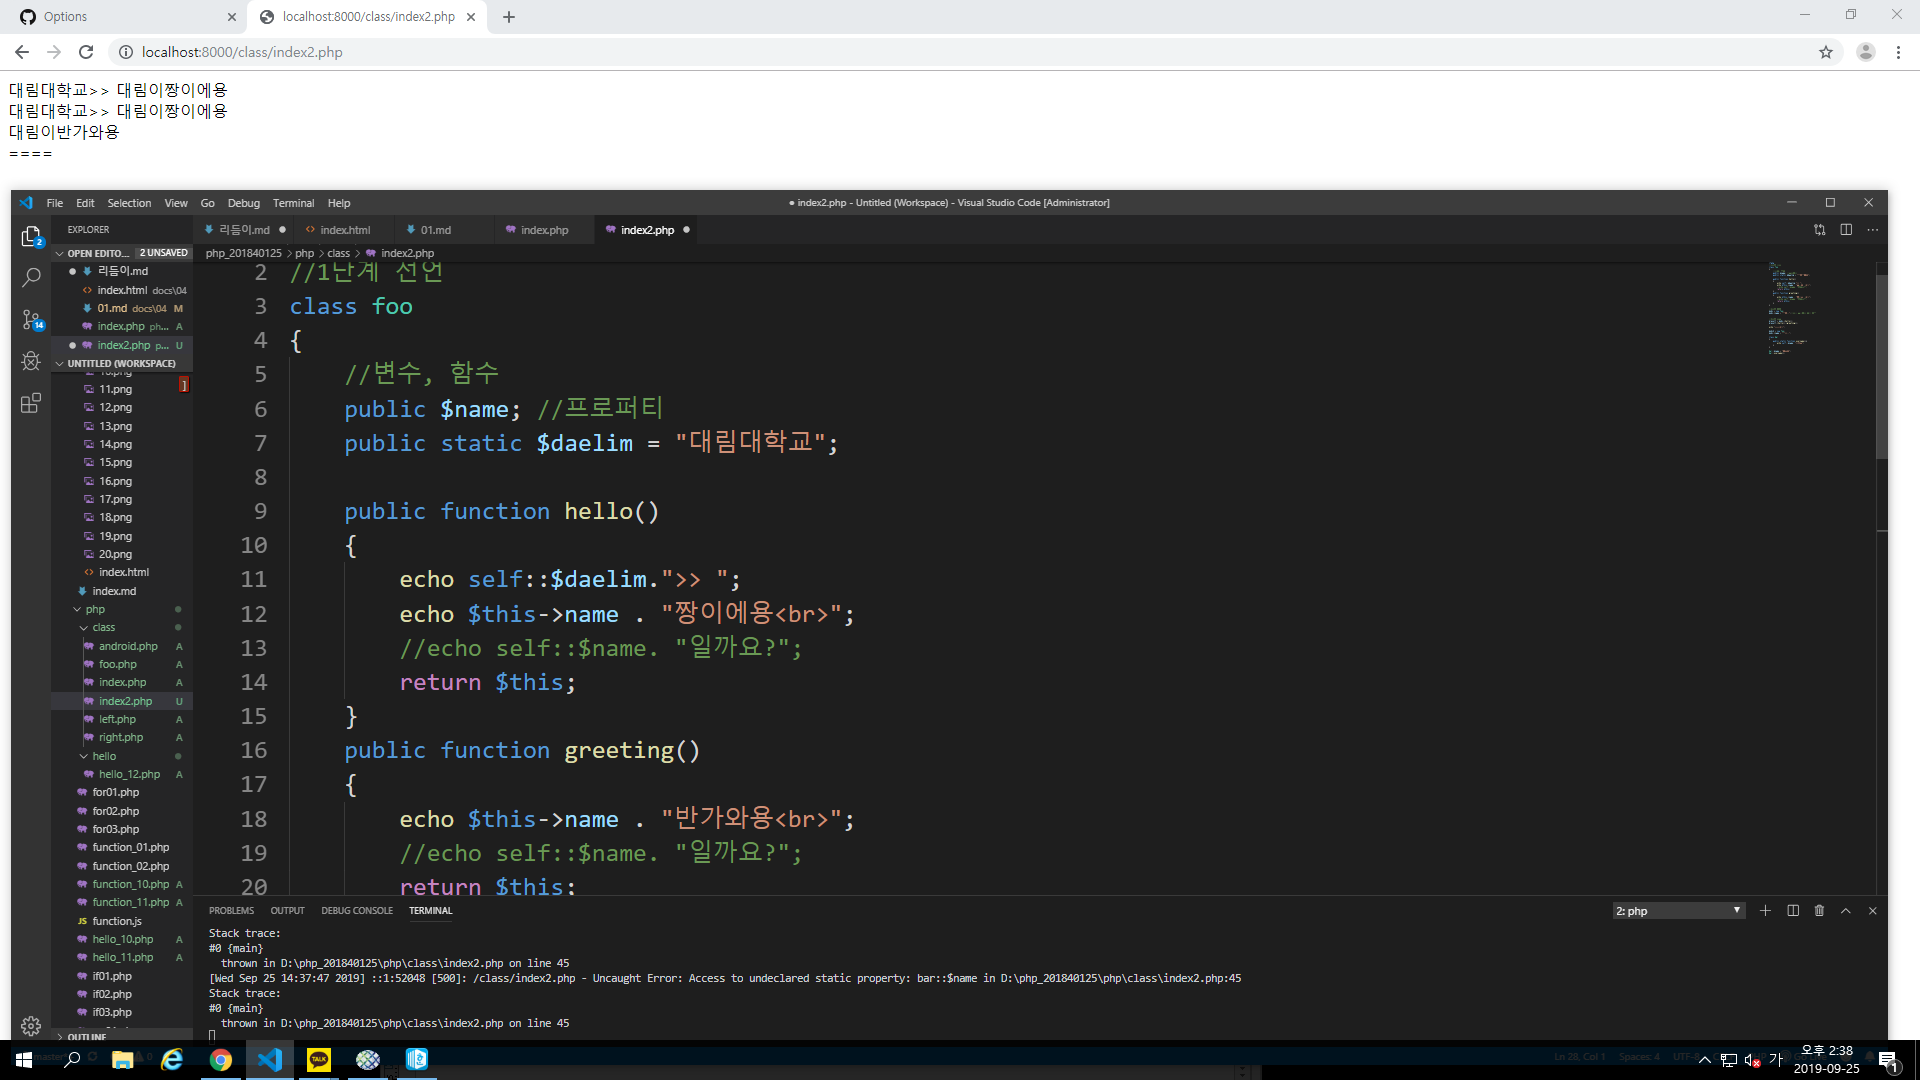 Options
localhost:8000/class/index2.php
localhost:8000/class/index2.php
대림대학교>> 대림이짱이에용
대림대학교>> 대림이짱이에용
대림이반가와용
====
File Edit Selection View Go Debug Terminal Help
● index2.php - Untitled (Workspace) - Visual Studio Code [Administrator]
EXPLORER
리듬이.md ●
index.html
01.md
index.php
index2.php ●
OPEN EDITO... 2 UNSAVED
php_201840125 > php > class > index2.php
● 리듬이.md
index.html docs\04
01.md docs\04 M
index.php ph... A
● index2.php p... U
UNTITLED (WORKSPACE)
11.png
12.png
13.png
14.png
15.png
16.png
17.png
18.png
19.png
20.png
index.html
index.md
php
class
android.php A
foo.php A
index.php A
index2.php U
left.php A
right.php A
hello
hello_12.php A
for01.php
for02.php
for03.php
function_01.php
function_02.php
function_10.php A
function_11.php A
function.js
hello_10.php A
hello_11.php A
if01.php
if02.php
if03.php
OUTLINE
2 //1단계 선언
3 class foo
4 {
5 //변수, 함수
6 public $name; //프로퍼티
7 public static $daelim = "대림대학교";
8
9 public function hello()
10 {
11 echo self::$daelim.">> ";
12 echo $this->name . "짱이에용<br>";
13 //echo self::$name. "일까요?";
14 return $this;
15 }
16 public function greeting()
17 {
18 echo $this->name . "반가와용<br>";
19 //echo self::$name. "일까요?";
20 return $this;
PROBLEMS OUTPUT DEBUG CONSOLE TERMINAL
2: php
Stack trace:
#0 {main}
thrown in D:\php_201840125\php\class\index2.php on line 45
[Wed Sep 25 14:37:47 2019] ::1:52048 [500]: /class/index2.php - Uncaught Error: Access to undeclared static property: bar::$name in D:\php_201840125\php\class\index2.php:45
Stack trace:
#0 {main}
thrown in D:\php_201840125\php\class\index2.php on line 45
Ln 28, Col 1 Spaces: 4
TALK
가
오후 2:38
2019-09-25
1